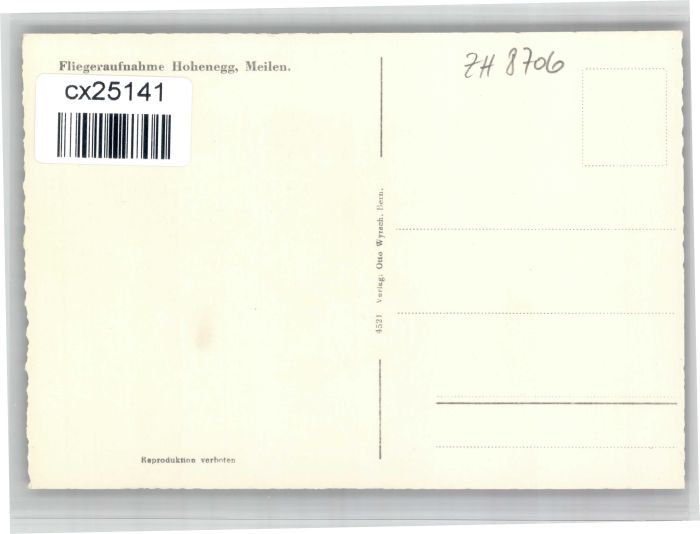 Fliegeraufnahme Hohenegg, Meilen.
cx25141
ZH 8706
4521 Verlag: Otto Wyrsch, Bern.
Reproduktion verboten